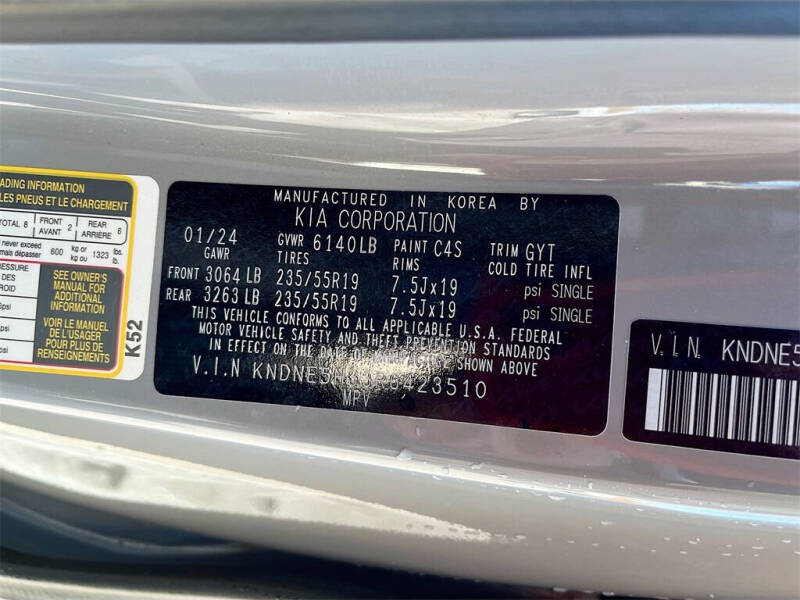 ADING INFORMATION
LES PNEUS ET LE CHARGEMENT
TOTAL 8 FRONT AVANT 2 REAR ARRIÈRE 6
never exceed 600 kg or kg ou 1323 lbs.
mais dépasser
PRESSURE
DES
ROID
psi
psi
SEE OWNER'S
MANUAL FOR
ADDITIONAL
INFORMATION
VOIR LE MANUEL
DE L'USAGER
POUR PLUS DE
RENSEIGNEMENTS
K52
MANUFACTURED IN KOREA BY
KIA CORPORATION
01/24 GVWR 6140LB PAINT C4S TRIM GYT
GAWR TIRES RIMS COLD TIRE INFL
FRONT 3064 LB 235/55R19 7.5Jx19 psi SINGLE
REAR 3263 LB 235/55R19 7.5Jx19 psi SINGLE
THIS VEHICLE CONFORMS TO ALL APPLICABLE U.S.A. FEDERAL
MOTOR VEHICLE SAFETY AND THEFT PREVENTION STANDARDS
IN EFFECT ON THE DATE OF MANUFACTURE SHOWN ABOVE
V.I.N KNDNE5 423510
MPV
V.I.N. KNDNE5